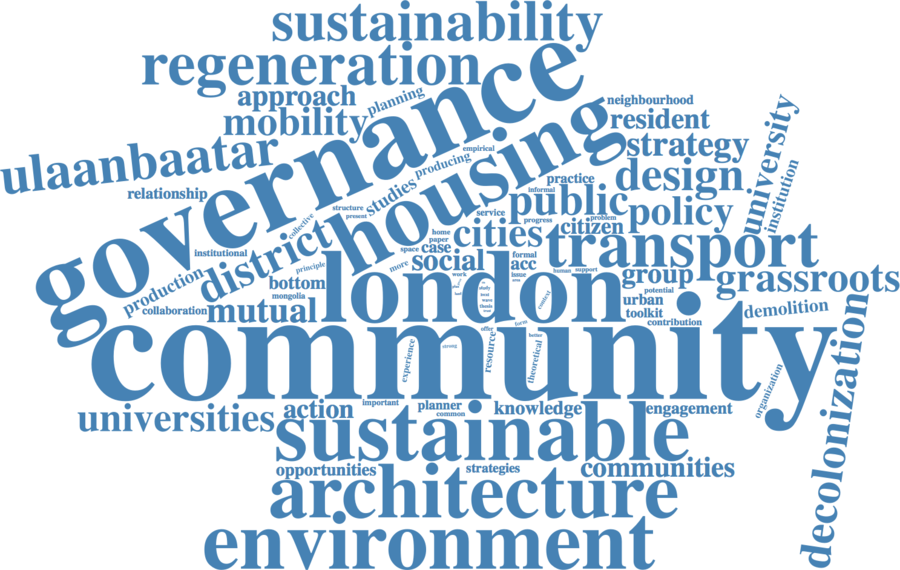 sustainability
regeneration
governance
approach
planning
mobility
neighbourhood
resident
university
ulaanbaatar
housing
strategy
empirical
producing
relationship
studies
practice
design
institution
informal
public
policy
structure
present
collective
service
progress
problem
citizen
home
paper
cities
transport
district
institutional
space
case
social
formal
acc
more
principle
production
bottom
work
issue
human
support
group
grassroots
mongolia
london
potential
urban
collaboration
mutual
study
context
toolkit
contribution
demolition
community
offer
form
better
resource
theoretical
experience
organization
decolonization
universities
action
important
planner
common
knowledge
engagement
sustainable
opportunities
strategies
communities
architecture
environment